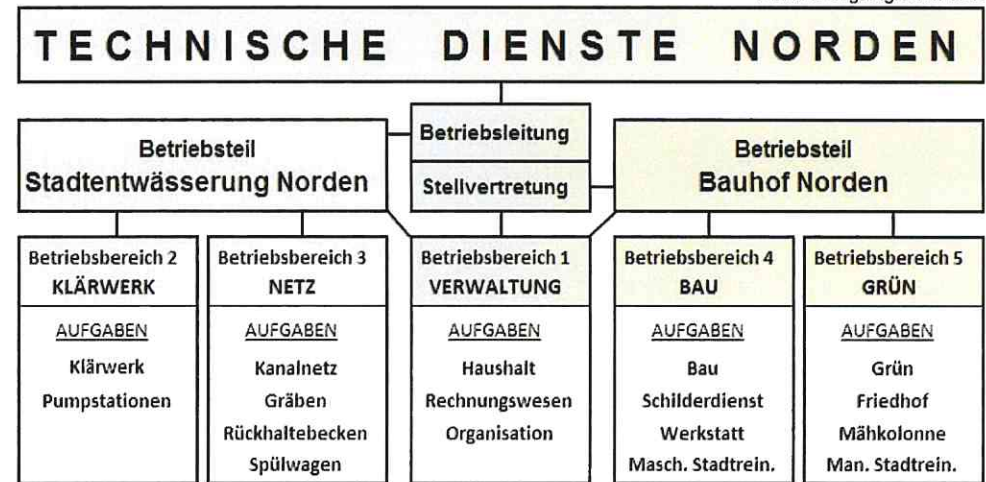 TECHNISCHE DIENSTE NORDEN
Betriebsleitung
Stellvertretung
Betriebsteil
Stadtentwässerung Norden
Betriebsteil
Bauhof Norden
Betriebsbereich 2
KLÄRWERK
AUFGABEN
Klärwerk
Pumpstationen
Betriebsbereich 3
NETZ
AUFGABEN
Kanalnetz
Gräben
Rückhaltebecken
Spülwagen
Betriebsbereich 1
VERWALTUNG
AUFGABEN
Haushalt
Rechnungswesen
Organisation
Betriebsbereich 4
BAU
AUFGABEN
Bau
Schilderdienst
Werkstatt
Masch. Stadtrein.
Betriebsbereich 5
GRÜN
AUFGABEN
Grün
Friedhof
Mähkolonne
Man. Stadtrein.